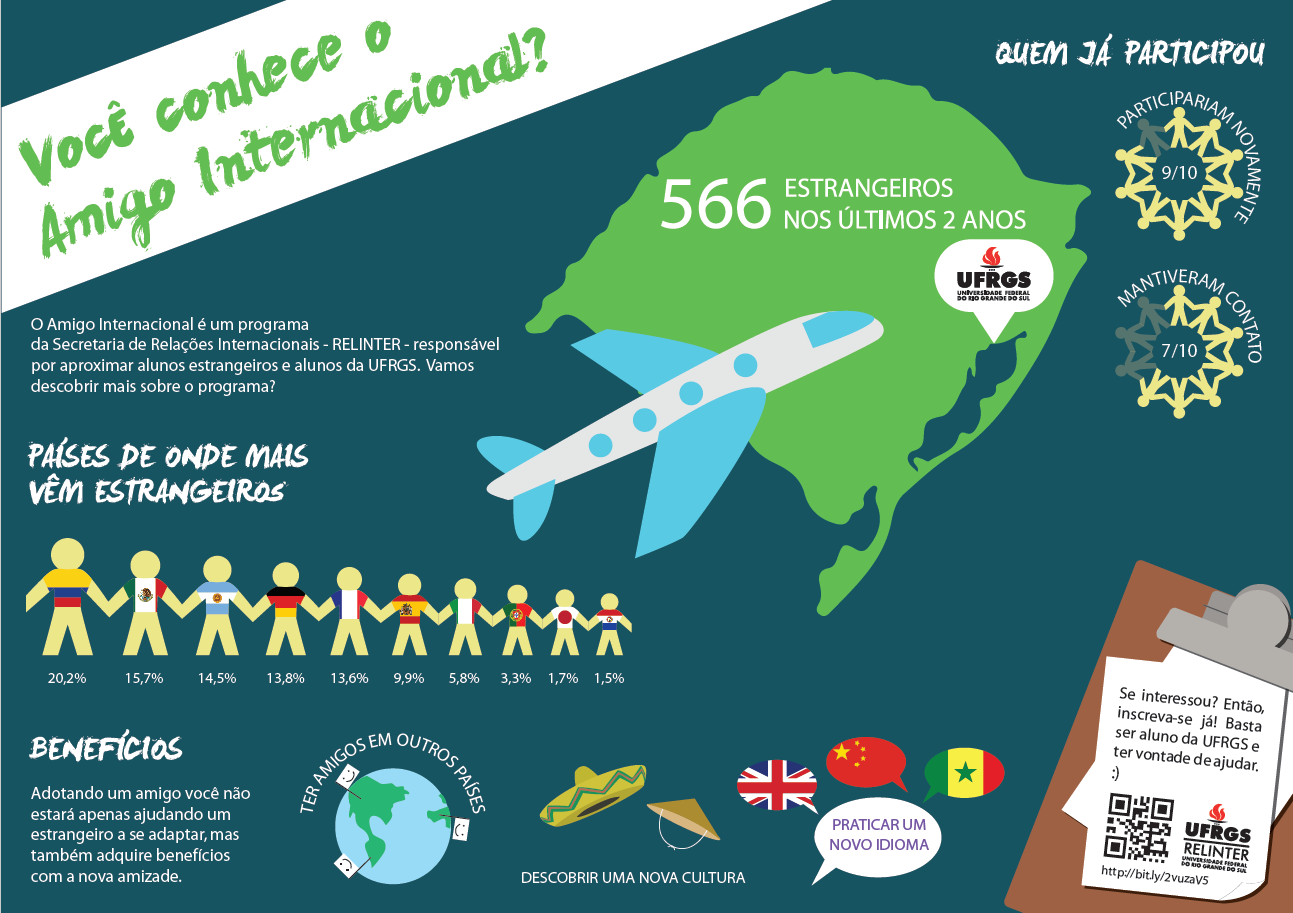 Você conhece o
Amigo Internacional?
O Amigo Internacional é um programa
da Secretaria de Relações Internacionais - RELINTER - responsável
por aproximar alunos estrangeiros e alunos da UFRGS. Vamos
descobrir mais sobre o programa?
566 ESTRANGEIROS
NOS ÚLTIMOS 2 ANOS
UFRGS
UNIVERSIDADE FEDERAL
DO RIO GRANDE DO SUL
QUEM JÁ PARTICIPOU
PARTICIPARIAM NOVAMENTE
9/10
MANTIVERAM CONTATO
7/10
PAÍSES DE ONDE MAIS
VÊM ESTRANGEIROS
20,2% 15,7% 14,5% 13,8% 13,6% 9,9% 5,8% 3,3% 1,7% 1,5%
BENEFÍCIOS
Adotando um amigo você não
estará apenas ajudando um
estrangeiro a se adaptar, mas
também adquire benefícios
com a nova amizade.
TER AMIGOS EM OUTROS PAÍSES
DESCOBRIR UMA NOVA CULTURA
PRATICAR UM
NOVO IDIOMA
Se interessou? Então,
inscreva-se já! Basta
ser aluno da UFRGS e
ter vontade de ajudar.
:)
UFRGS
RELINTER
UNIVERSIDADE FEDERAL
DO RIO GRANDE DO SUL
http://bit.ly/2vuzaV5